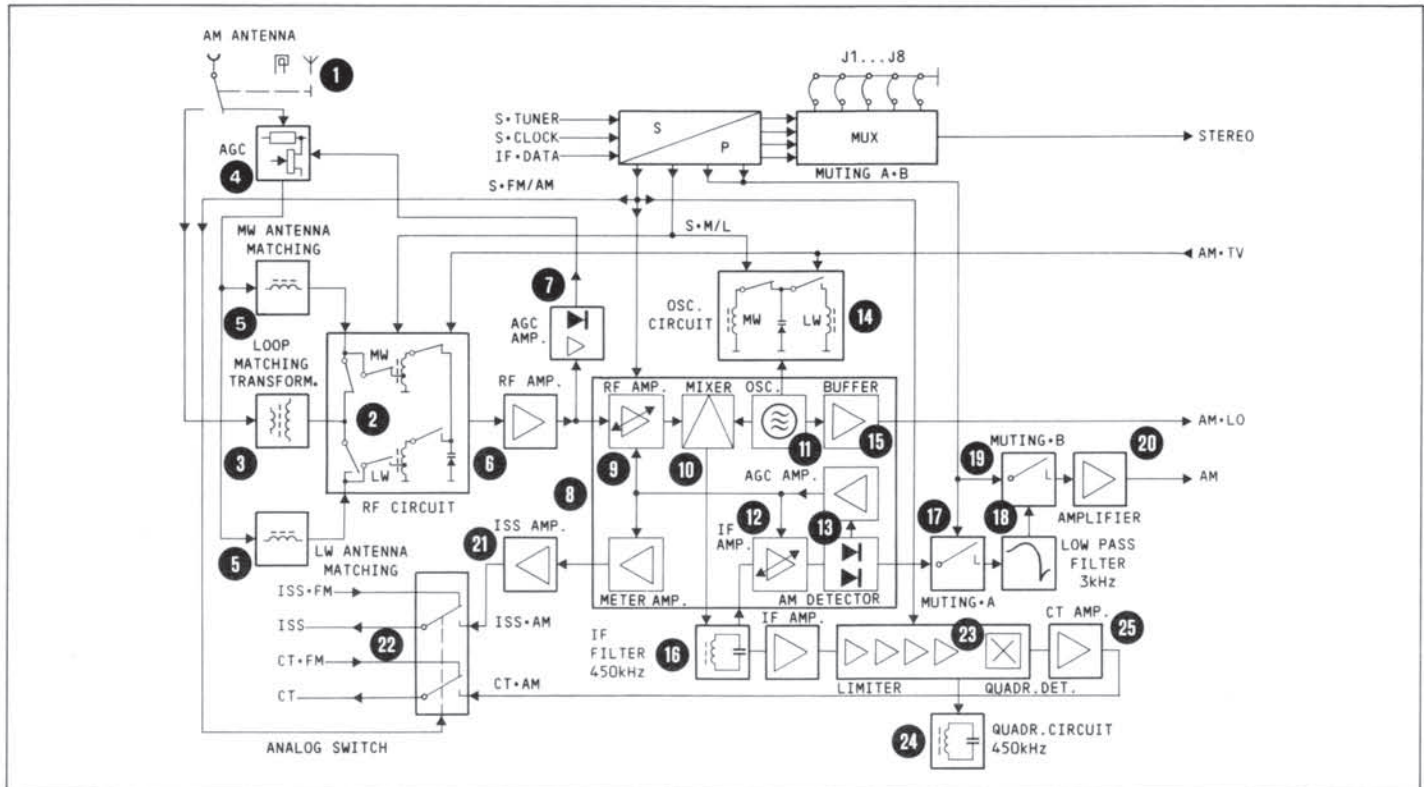 AM ANTENNA
1
J1...J8
S•TUNER
S•CLOCK
IF•DATA
S
P
MUX
STEREO
AGC
4
MUTING A•B
S•FM/AM
MW ANTENNA
MATCHING
S•M/L
AM•TV
5
7
AGC
AMP.
OSC.
CIRCUIT
MW
LW
14
LOOP
MATCHING
TRANSFORM.
3
MW
2
LW
RF CIRCUIT
RF AMP.
6
RF AMP.
MIXER
OSC.
BUFFER
9
10
11
15
AM•LO
8
AGC AMP.
MUTING•B
19
20
AM
12
13
17
18
AMPLIFIER
5
LW ANTENNA
MATCHING
ISS AMP.
21
IF
AMP.
LOW PASS
FILTER
3kHz
METER AMP.
AM DETECTOR
MUTING•A
ISS•FM
ISS
22
ISS•AM
CT•FM
CT
CT•AM
IF
FILTER
450kHz
16
IF AMP.
23
CT AMP.
25
LIMITER
QUADR.DET.
ANALOG SWITCH
24
QUADR.CIRCUIT
450kHz